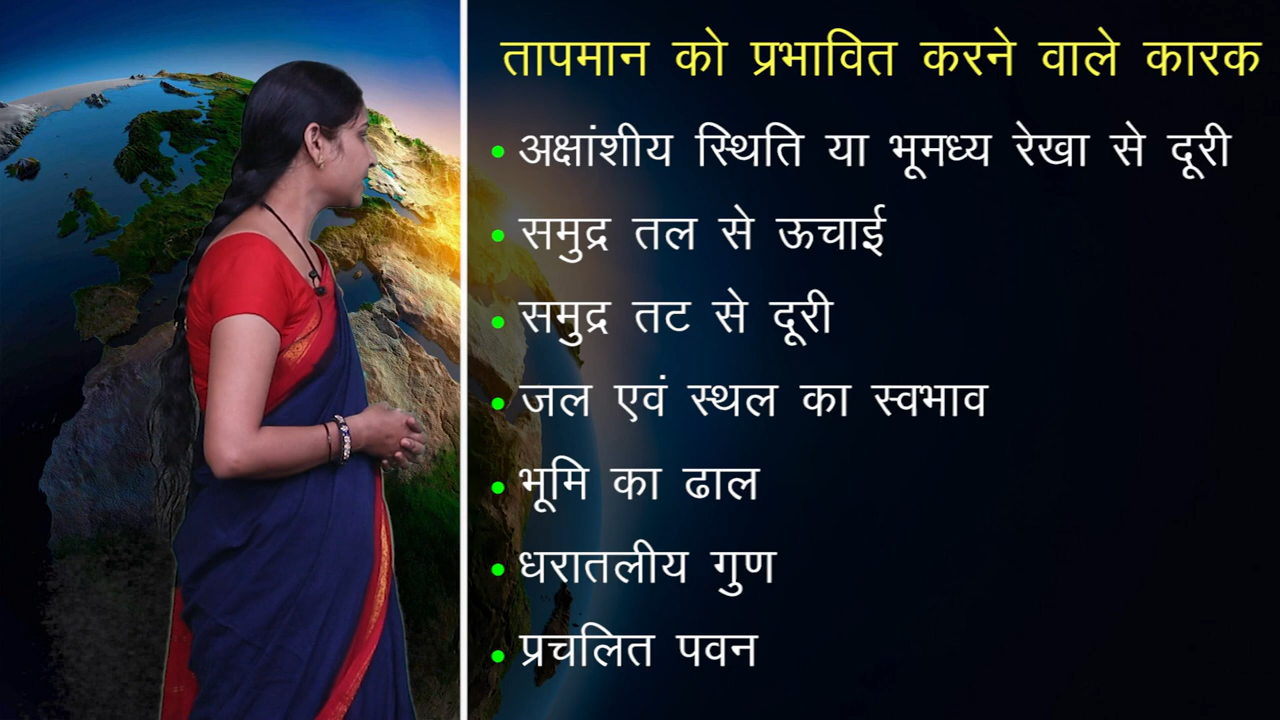 तापमान को प्रभावित करने वाले कारक
• अक्षांशीय स्थिति या भूमध्य रेखा से दूरी
• समुद्र तल से ऊचाई
• समुद्र तट से दूरी
• जल एवं स्थल का स्वभाव
• भूमि का ढाल
• धरातलीय गुण
• प्रचलित पवन